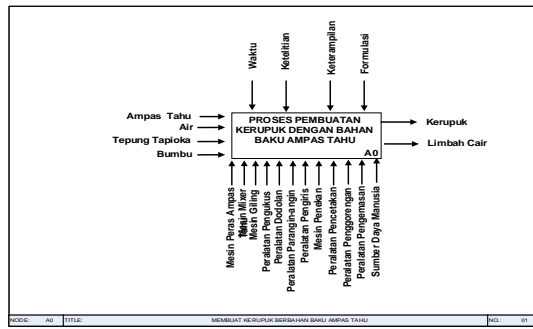 Waktu
Ketelitian
Keterampilan
Formulasi
Ampas Tahu
Air
Tepung Tapioka
Bumbu
PROSES PEMBUATAN
KERUPUK DENGAN BAHAN
BAKU AMPAS TAHU
A0
Kerupuk
Limbah Cair
Mesin Peras Ampas
Tahu
Mesin Mixer
Mesin Giling
Peralatan Pengukus
Peralatan Dodolan
Peralatan Parangin-angin
Peralatan Pengiris
Mesin Penekan
Peralatan Pencetakan
Peralatan Penggorengan
Peralatan Pengemasan
Sumber Daya Manusia
NODE: A0 TITLE: MEMBUAT KERUPUK BERBAHAN BAKU AMPAS TAHU NO.: 01